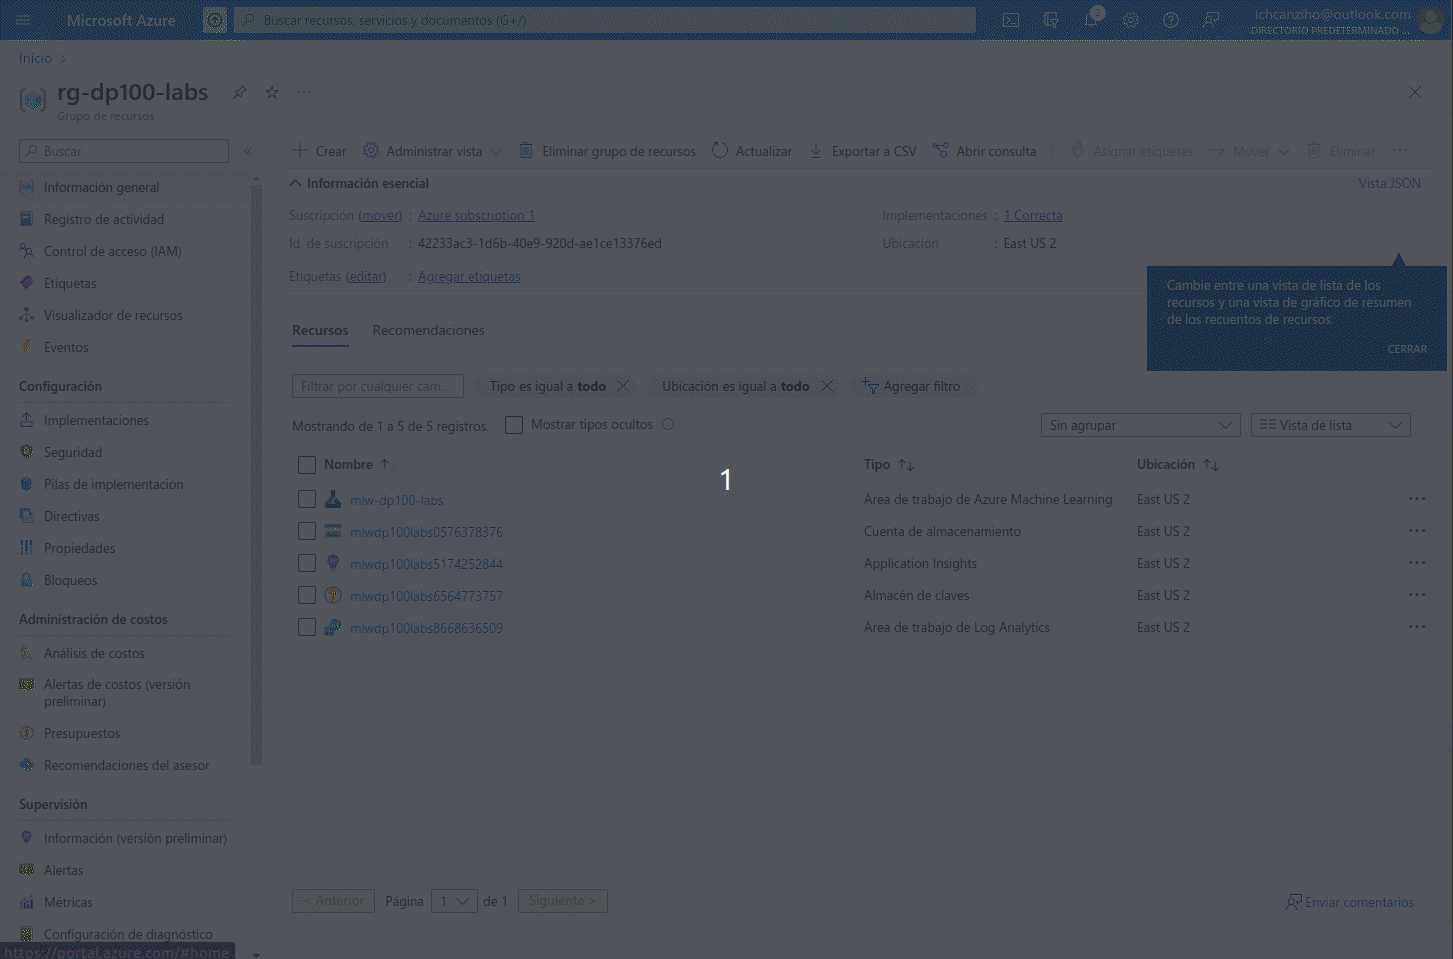 Microsoft Azure
Buscar recursos, servicios y documentos (G+/)
2
ichcanziho@outlook.com
DIRECTORIO PREDETERMINADO ...
Inicio >
rg-dp100-labs
...
Grupo de recursos
Buscar
«
Crear
Administrar vista
Eliminar grupo de recursos
Actualizar
Exportar a CSV
Abrir consulta
Asignar etiquetas
Mover
Eliminar
...
Información general
Registro de actividad
Control de acceso (IAM)
Etiquetas
Visualizador de recursos
Eventos
Configuración
Implementaciones
Seguridad
Pilas de implementación
Directivas
Propiedades
Bloqueos
Administración de costos
Análisis de costos
Alertas de costos (versión
preliminar)
Presupuestos
Recomendaciones del asesor
Supervisión
Información (versión preliminar)
Alertas
Métricas
Configuración de diagnóstico
https://portal.azure.com/#home
Información esencial
Vista JSON
Suscripción (mover) : Azure subscription 1
Implementaciones : 1 Correcta
Id. de suscripción : 42233ac3-1d6b-40e9-920d-ae1ce13376ed
Ubicación : East US 2
Etiquetas (editar) : Agregar etiquetas
Cambie entre una vista de lista de los
recursos y una vista de gráfico de resumen
de los recuentos de recursos.
CERRAR
Recursos Recomendaciones
Filtrar por cualquier cam...
Tipo es igual a todo
Ubicación es igual a todo
Agregar filtro
Mostrando de 1 a 5 de 5 registros.
Mostrar tipos ocultos
Sin agrupar
Vista de lista
Nombre ↑↓ Tipo ↑↓ Ubicación ↑↓
mlw-dp100-labs Área de trabajo de Azure Machine Learning East US 2 ...
mlwdp100labs0576378376 Cuenta de almacenamiento East US 2 ...
mlwdp100labs5174252844 Application Insights East US 2 ...
mlwdp100labs6564773757 Almacén de claves East US 2 ...
mlwdp100labs8668636509 Área de trabajo de Log Analytics East US 2 ...
1
< Anterior Página 1 de 1 Siguiente >
Enviar comentarios